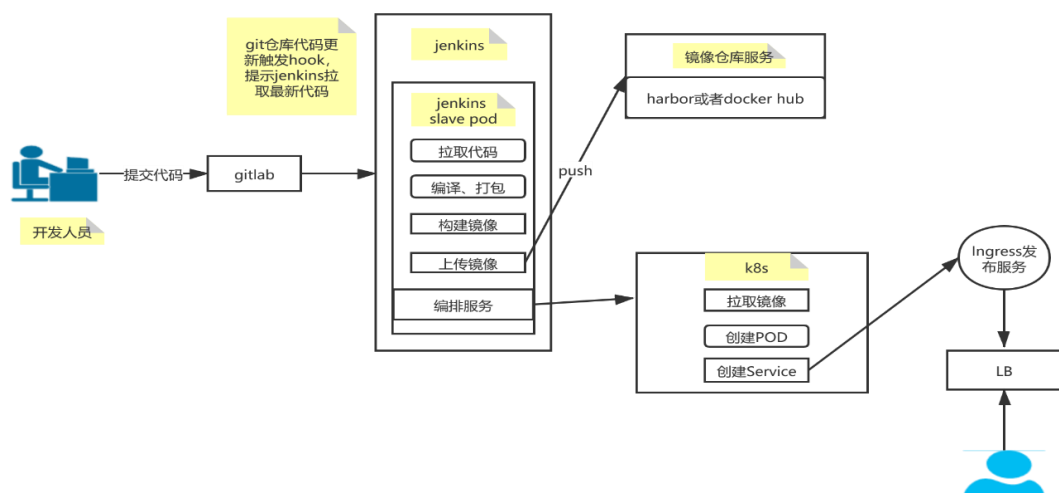 git仓库代码更
新触发hook,
提示jenkins拉
取最新代码
jenkins
镜像仓库服务
harbor或者docker hub
jenkins
slave pod
拉取代码
编译、打包
构建镜像
上传镜像
编排服务
push
提交代码
gitlab
开发人员
k8s
拉取镜像
创建POD
创建Service
Ingress发
布服务
LB